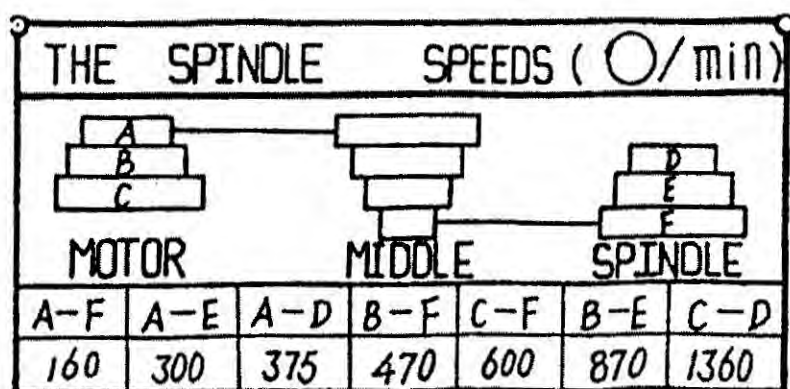 THE SPINDLE SPEEDS (○/min)
A
B
C
D
E
F
MOTOR MIDDLE SPINDLE
A-F A-E A-D B-F C-F B-E C-D
160 300 375 470 600 870 1360